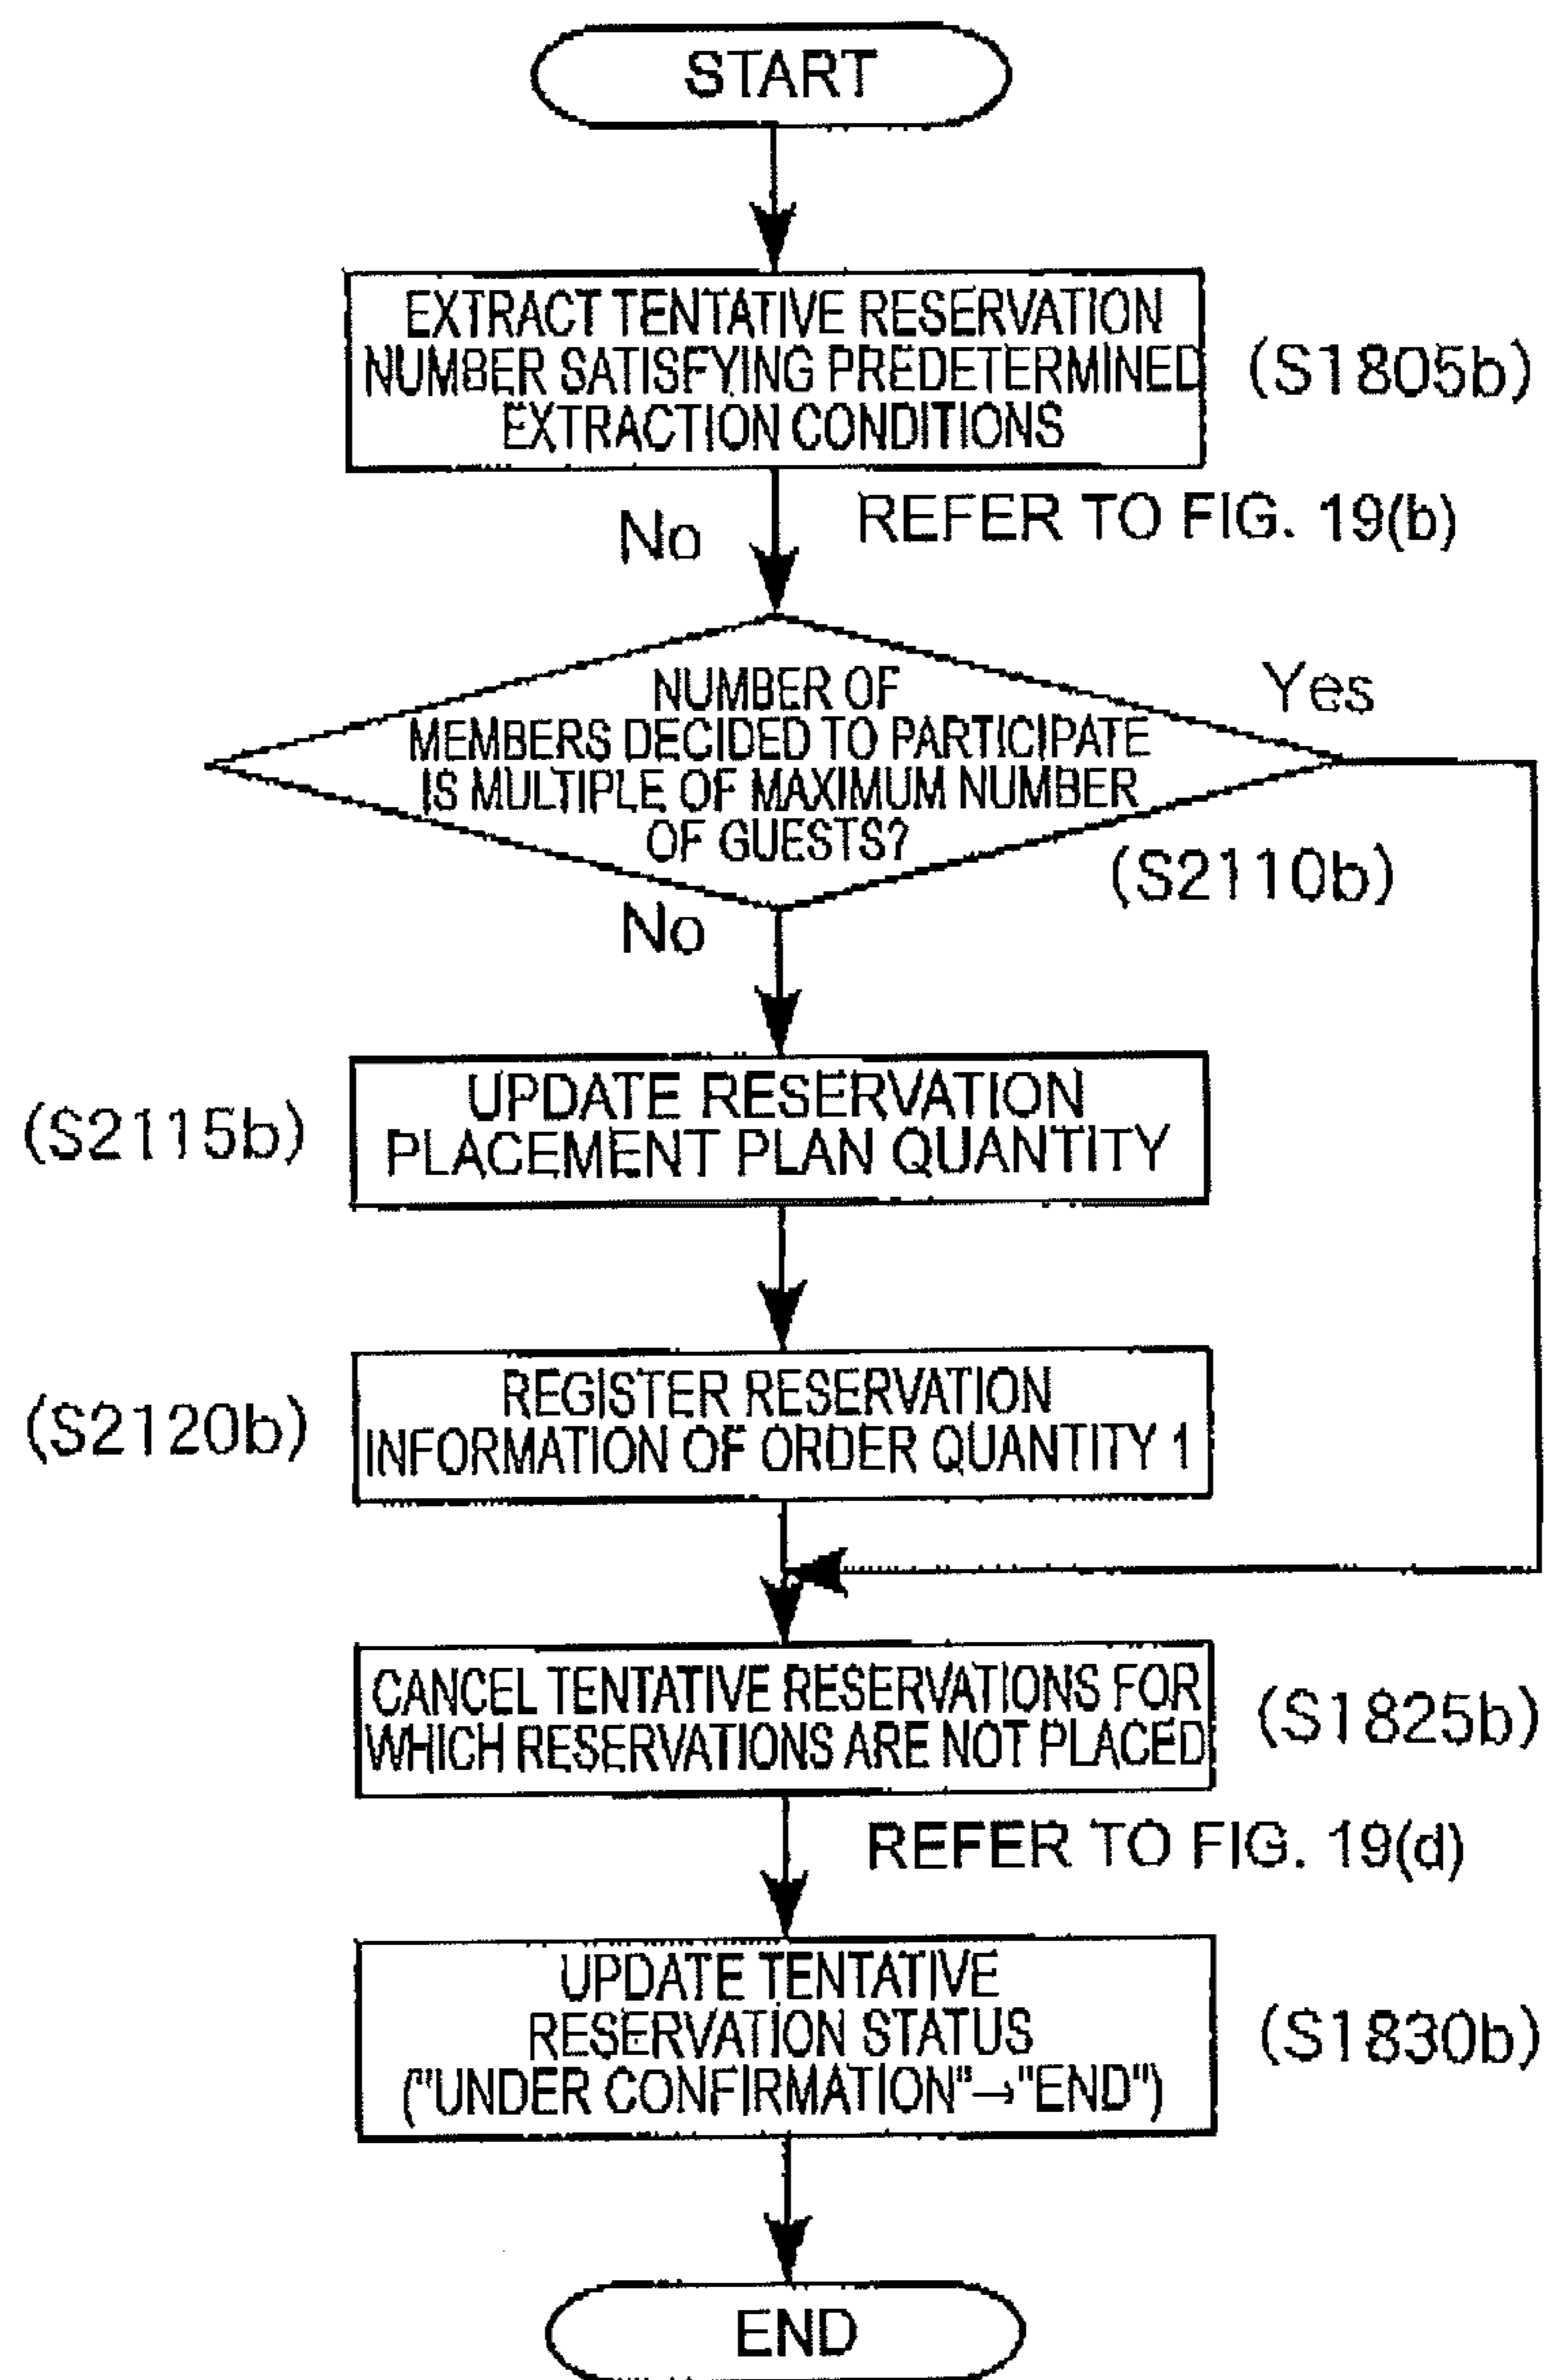 START
EXTRACT TENTATIVE RESERVATION
NUMBER SATISFYING PREDETERMINED
EXTRACTION CONDITIONS
(S1805b)
No
REFER TO FIG. 19(b)
NUMBER OF
MEMBERS DECIDED TO PARTICIPATE
IS MULTIPLE OF MAXIMUM NUMBER
OF GUESTS?
Yes
(S2110b)
No
(S2115b)
UPDATE RESERVATION
PLACEMENT PLAN QUANTITY
(S2120b)
REGISTER RESERVATION
INFORMATION OF ORDER QUANTITY 1
CANCEL TENTATIVE RESERVATIONS FOR
WHICH RESERVATIONS ARE NOT PLACED
(S1825b)
REFER TO FIG. 19(d)
UPDATE TENTATIVE
RESERVATION STATUS
("UNDER CONFIRMATION"→"END")
(S1830b)
END